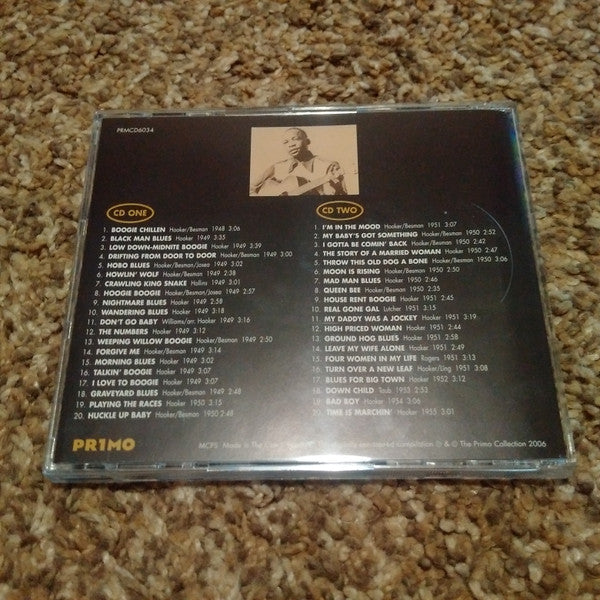 PRMCD6034
CD ONE
1. BOOGIE CHILLEN Hooker/Besman 1948 3:06
2. BLACK MAN BLUES Hooker 1949 3:35
3. LOW DOWN-MIDNITE BOOGIE Hooker 1949 3:39
4. DRIFTING FROM DOOR TO DOOR Hooker/Besman 1949 3:00
5. HOBO BLUES Hooker/Besman/Josea 1949 3:02
6. HOWLIN' WOLF Hooker/Besman 1949 2:38
7. CRAWLING KING SNAKE Hollins 1949 3:01
8. HOOGIE BOOGIE Hooker/Besman/Josea 1949 2:57
9. NIGHTMARE BLUES Hooker 1949 2:58
10. WANDERING BLUES Hooker 1949 3:18
11. DON'T GO BABY Williams/arr: Hooker 1949 3:16
12. THE NUMBERS Hooker 1949 3:12
13. WEEPING WILLOW BOOGIE Hooker/Besman 1949 2:50
14. FORGIVE ME Hooker/Besman 1949 3:14
15. MORNING BLUES Hooker 1949 3:02
16. TALKIN' BOOGIE Hooker 1949 3:07
17. I LOVE TO BOOGIE Hooker 1949 3:07
18. GRAVEYARD BLUES Hooker/Besman 1949 2:48
19. PLAYING THE RACES Hooker 1950 3:15
20. HUCKLE UP BABY Hooker/Besman 1950 2:48
CD TWO
1. I'M IN THE MOOD Hooker/Besman 1951 3:07
2. MY BABY'S GOT SOMETHING Hooker/Besman 1950 2:52
3. I GOTTA BE COMIN' BACK Hooker/Besman 1950 2:42
4. THE STORY OF A MARRIED WOMAN Hooker/Besman 1950 2:47
5. THROW THIS OLD DOG A BONE Hooker/Besman 1950 3:06
6. MOON IS RISING Hooker/Besman 1950 2:50
7. MAD MAN BLUES Hooker/Besman 1950 2:46
8. QUEEN BEE Hooker/Besman 1950 2:35
9. HOUSE RENT BOOGIE Hooker 1951 2:45
10. REAL GONE GAL Lutcher 1951 3:15
11. MY DADDY WAS A JOCKEY Hooker 1951 3:19
12. HIGH PRICED WOMAN Hooker 1951 2:44
13. GROUND HOG BLUES Hooker 1951 2:58
14. LEAVE MY WIFE ALONE Hooker 1951 2:49
15. FOUR WOMEN IN MY LIFE Rogers 1951 3:13
16. TURN OVER A NEW LEAF Hooker/Ling 1951 3:08
17. BLUES FOR BIG TOWN Hooker 1952 3:12
18. DOWN CHILD Taub 1953 2:50
19. BAD BOY Hooker 1954 3:06
20. TIME IS MARCHIN' Hooker 1955 3:01
PR1MO
MCPS Made in The compilation ℗ & © The Primo Collection 2006